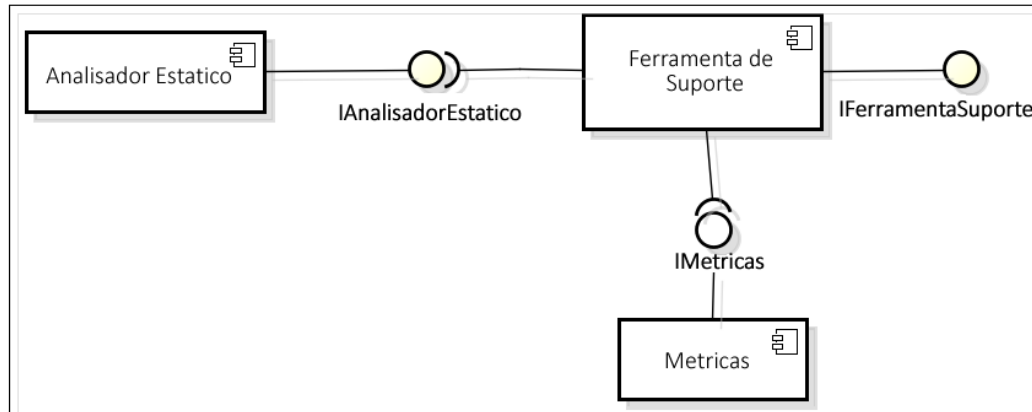 Analisador Estatico
IAnalisadorEstatico
Ferramenta de
Suporte
IFerramentaSuporte
IMetricas
Metricas